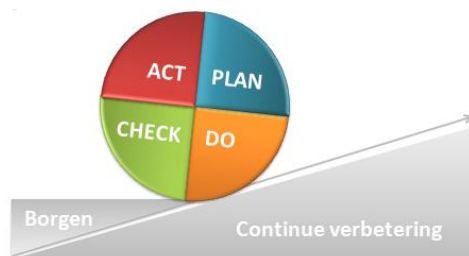 ACT
PLAN
CHECK
DO
Borgen
Continue verbetering